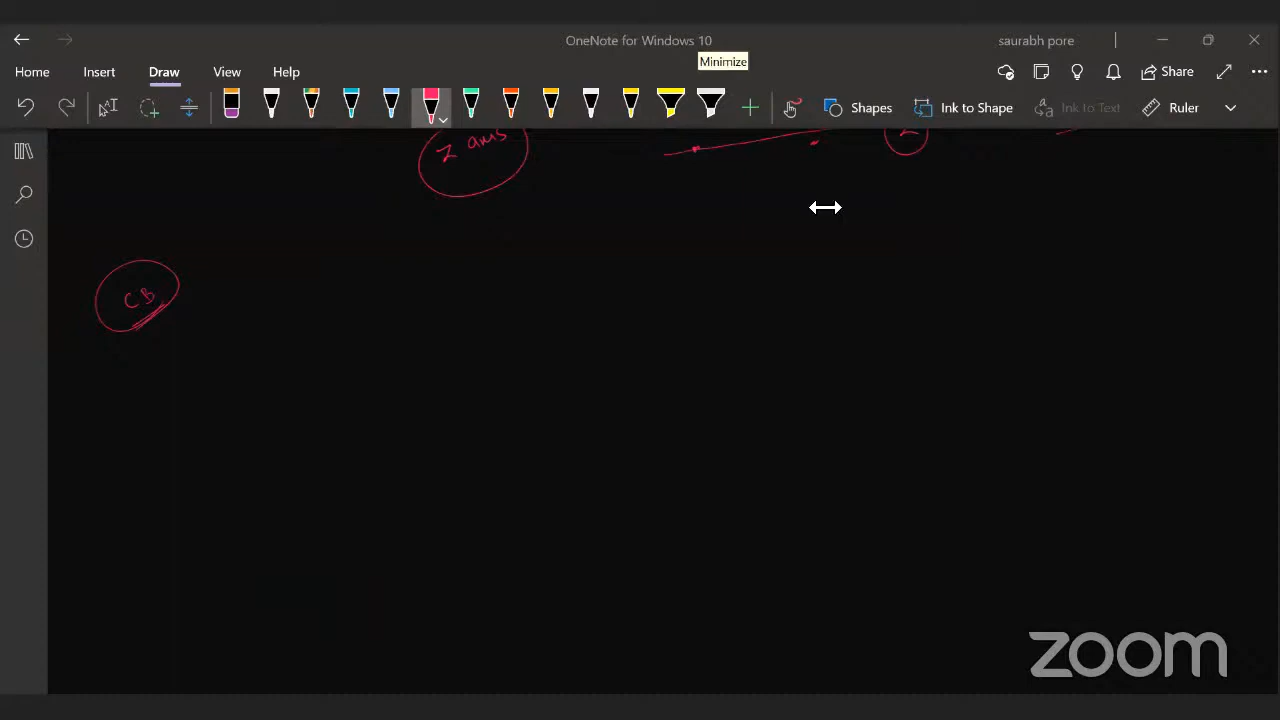 OneNote for Windows 10
saurabh pore
Minimize
Home Insert Draw View Help
Share
Shapes Ink to Shape Ink to Text Ruler
Z axis
2
CB
zoom